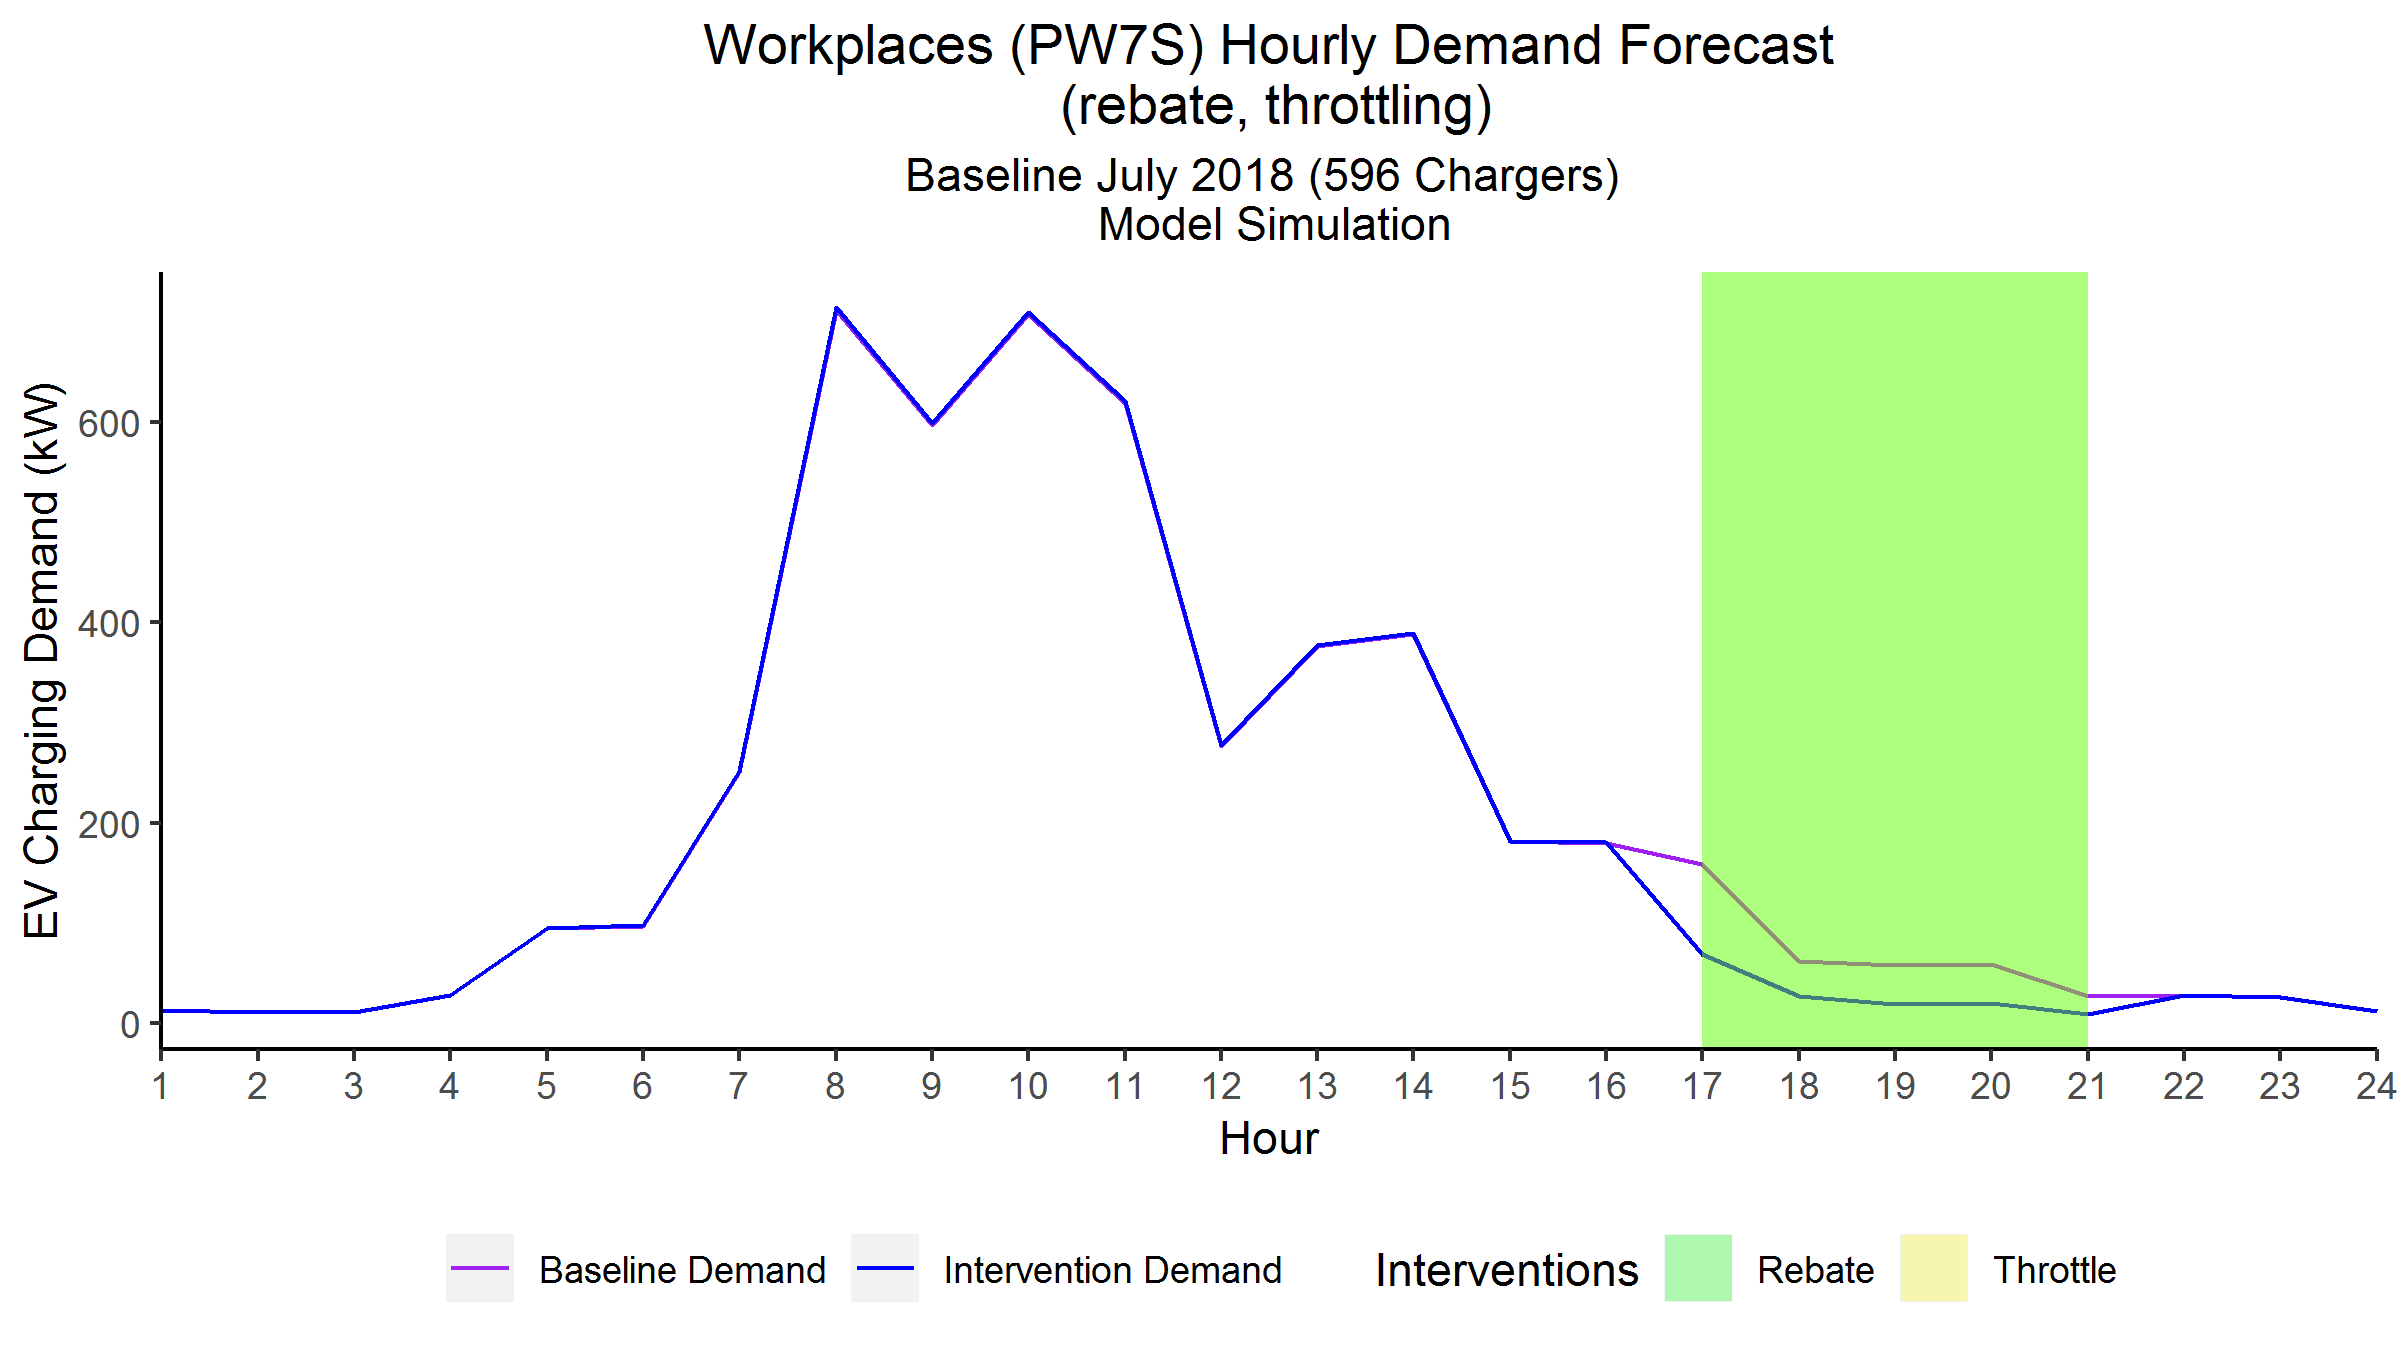 Workplaces (PW7S) Hourly Demand Forecast
(rebate, throttling)
Baseline July 2018 (596 Chargers)
Model Simulation
EV Charging Demand (kW)
600
400
200
0
1 2 3 4 5 6 7 8 9 10 11 12 13 14 15 16 17 18 19 20 21 22 23 24
Hour
Baseline Demand Intervention Demand Interventions Rebate Throttle